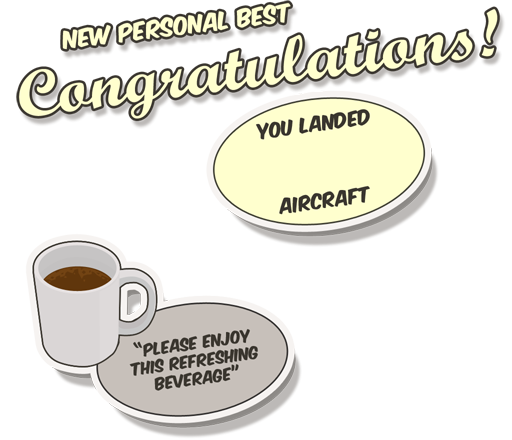 NEW PERSONAL BEST
Congratulations!
YOU LANDED
AIRCRAFT
"PLEASE ENJOY
THIS REFRESHING
BEVERAGE"